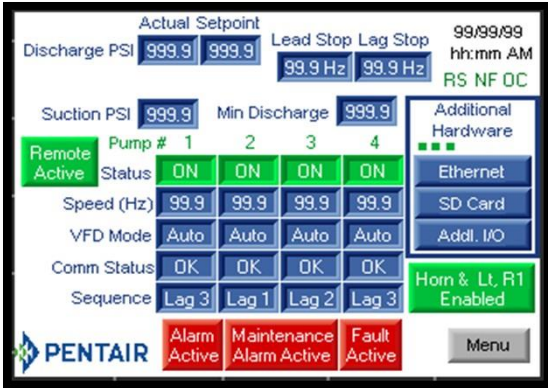 Actual Setpoint
Discharge PSI 999.9 999.9
Lead Stop Lag Stop
99.9 Hz 99.9 Hz
99/99/99
hh:mm AM
RS NF OC
Suction PSI 999.9 Min Discharge 999.9
Additional
Hardware
Remote
Active
Pump # 1 2 3 4
Status ON ON ON ON
Ethernet
Speed (Hz) 99.9 99.9 99.9 99.9
SD Card
VFD Mode Auto Auto Auto Auto
Addl. I/O
Comm Status OK OK OK OK
Horn & Lt, R1
Enabled
Sequence Lag 3 Lag 1 Lag 2 Lag 3
PENTAIR
Alarm
Active
Maintenance
Alarm Active
Fault
Active
Menu